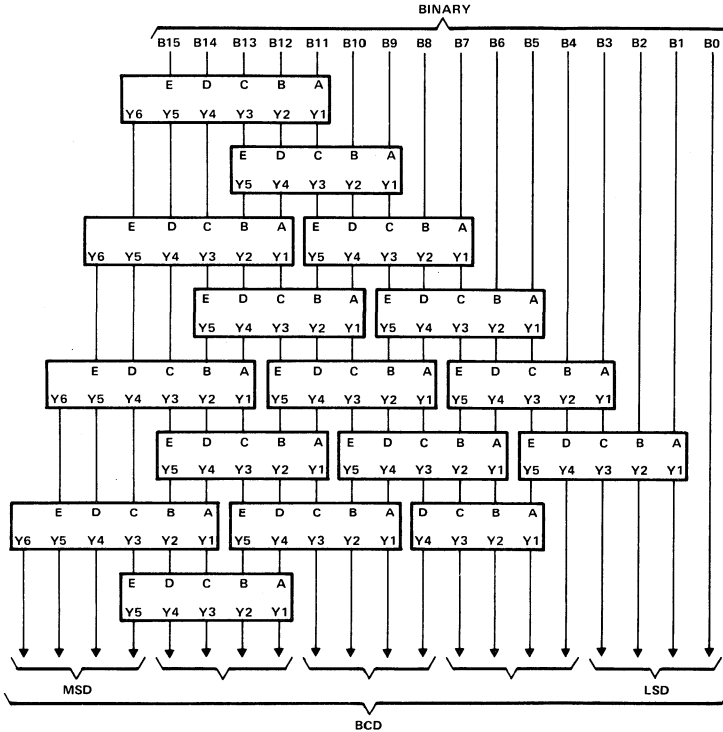 BINARY
B15 B14 B13 B12 B11 B10 B9 B8 B7 B6 B5 B4 B3 B2 B1 B0
E D C B A
Y6 Y5 Y4 Y3 Y2 Y1
E D C B A
Y5 Y4 Y3 Y2 Y1
E D C B A E D C B A
Y6 Y5 Y4 Y3 Y2 Y1 Y5 Y4 Y3 Y2 Y1
E D C B A E D C B A
Y5 Y4 Y3 Y2 Y1 Y5 Y4 Y3 Y2 Y1
E D C B A E D C B A E D C B A
Y6 Y5 Y4 Y3 Y2 Y1 Y5 Y4 Y3 Y2 Y1 Y5 Y4 Y3 Y2 Y1
E D C B A E D C B A E D C B A
Y5 Y4 Y3 Y2 Y1 Y5 Y4 Y3 Y2 Y1 Y5 Y4 Y3 Y2 Y1
E D C B A E D C B A D C B A
Y6 Y5 Y4 Y3 Y2 Y1 Y5 Y4 Y3 Y2 Y1 Y4 Y3 Y2 Y1
E D C B A
Y5 Y4 Y3 Y2 Y1
MSD LSD
BCD